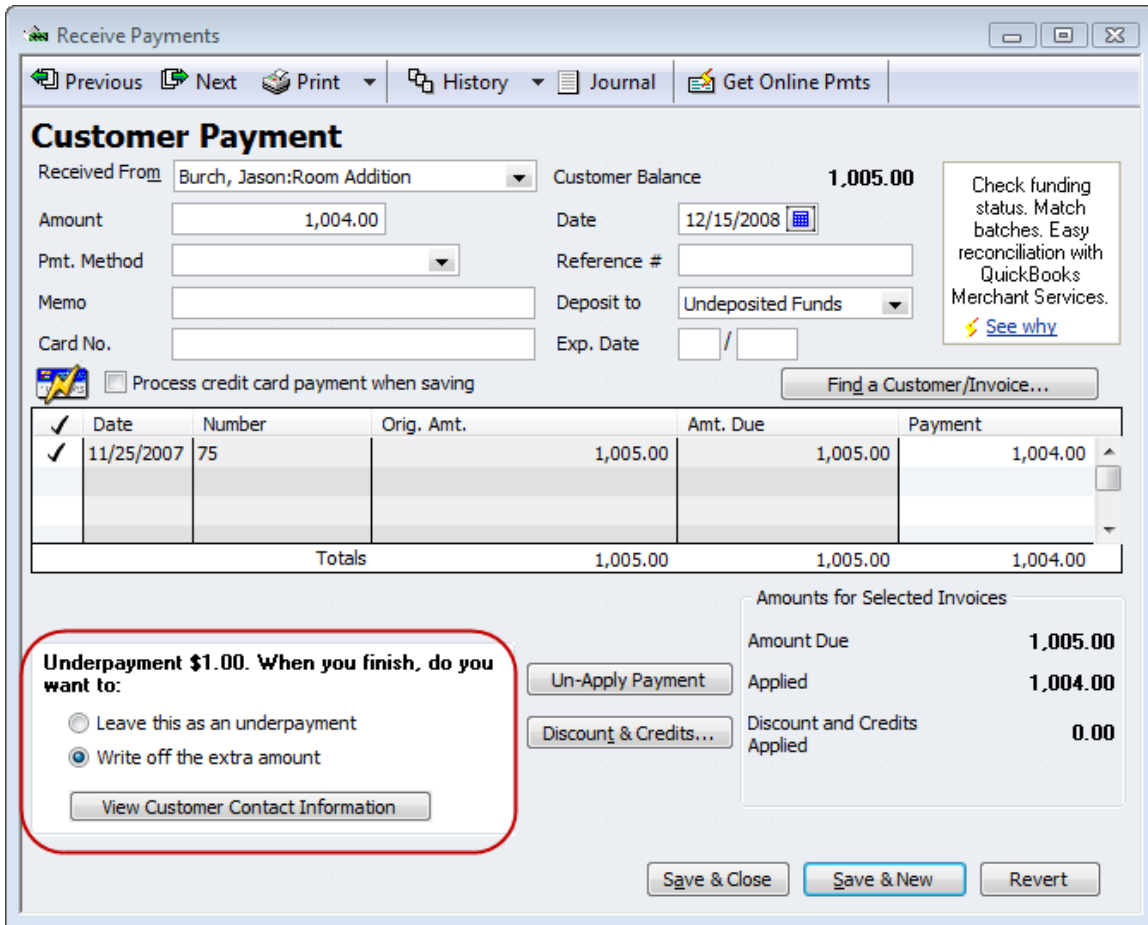 Receive Payments
Previous Next Print History Journal Get Online Pmts
Customer Payment
Received From Burch, Jason:Room Addition Customer Balance 1,005.00
Amount 1,004.00 Date 12/15/2008
Pmt. Method Reference #
Memo Deposit to Undeposited Funds
Card No. Exp. Date /
Check funding
status. Match
batches. Easy
reconciliation with
QuickBooks
Merchant Services.
See why
Process credit card payment when saving Find a Customer/Invoice...
✓ Date Number Orig. Amt. Amt. Due Payment
✓ 11/25/2007 75 1,005.00 1,005.00 1,004.00
Totals 1,005.00 1,005.00 1,004.00
Underpayment $1.00. When you finish, do you
want to:
Leave this as an underpayment
Write off the extra amount
View Customer Contact Information
Un-Apply Payment
Discount & Credits...
Amounts for Selected Invoices
Amount Due 1,005.00
Applied 1,004.00
Discount and Credits
Applied 0.00
Save & Close Save & New Revert